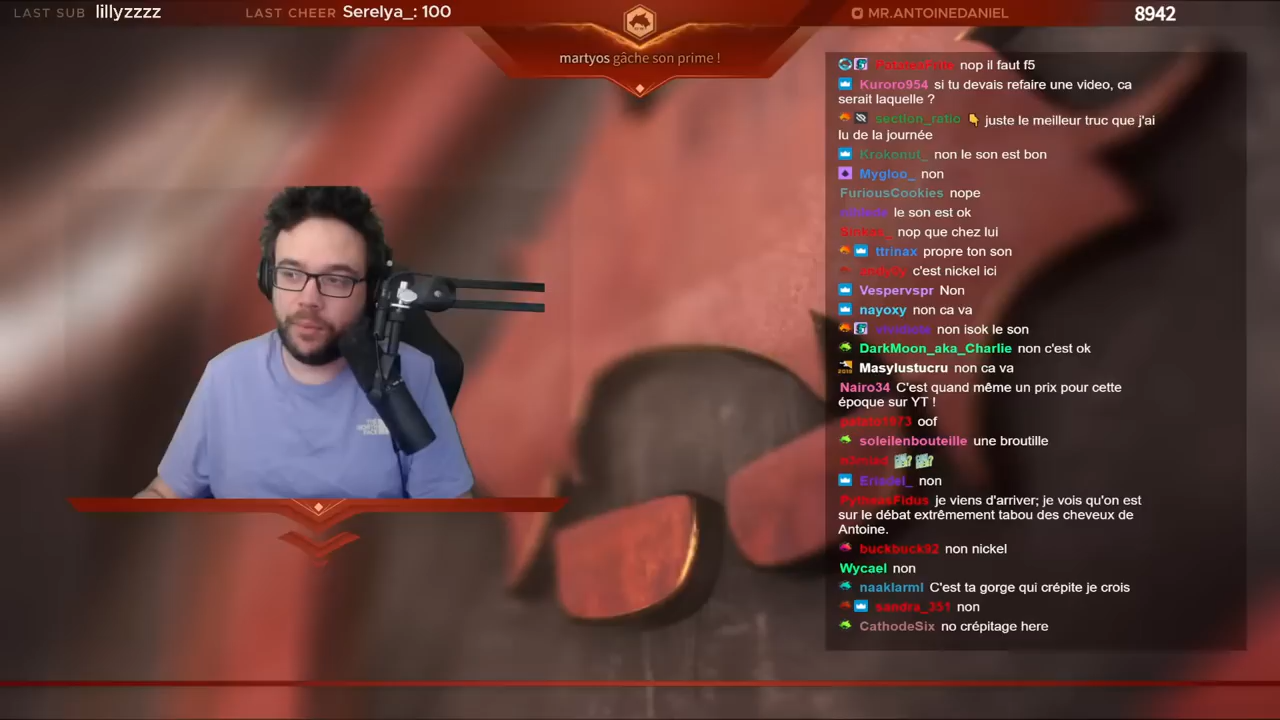 LAST SUB lillyzzzz LAST CHEER Serelya_: 100 MR.ANTOINEDANIEL 8942
martyos gâche son prime !
nop il faut f5
Kuroro954 si tu devais refaire une video, ca
serait laquelle ?
section_ratio juste le meilleur truc que j'ai
lu de la journée
Krokonut_ non le son est bon
Mygloo_ non
FuriousCookies nope
le son est ok
nop que chez lui
ttrinax propre ton son
c'est nickel ici
Vespervspr Non
nayoxy non ca va
non isok le son
DarkMoon_aka_Charlie non c'est ok
Masylustucru non ca va
Nairo34 C'est quand même un prix pour cette
époque sur YT !
oof
soleilenbouteille une broutille
Eriadel_ non
PytheasFidus je viens d'arriver; je vois qu'on est
sur le débat extrêmement tabou des cheveux de
Antoine.
buckbuck92 non nickel
Wycael non
naaklarml C'est ta gorge qui crépite je crois
sandra_351 non
CathodeSix no crépitage here